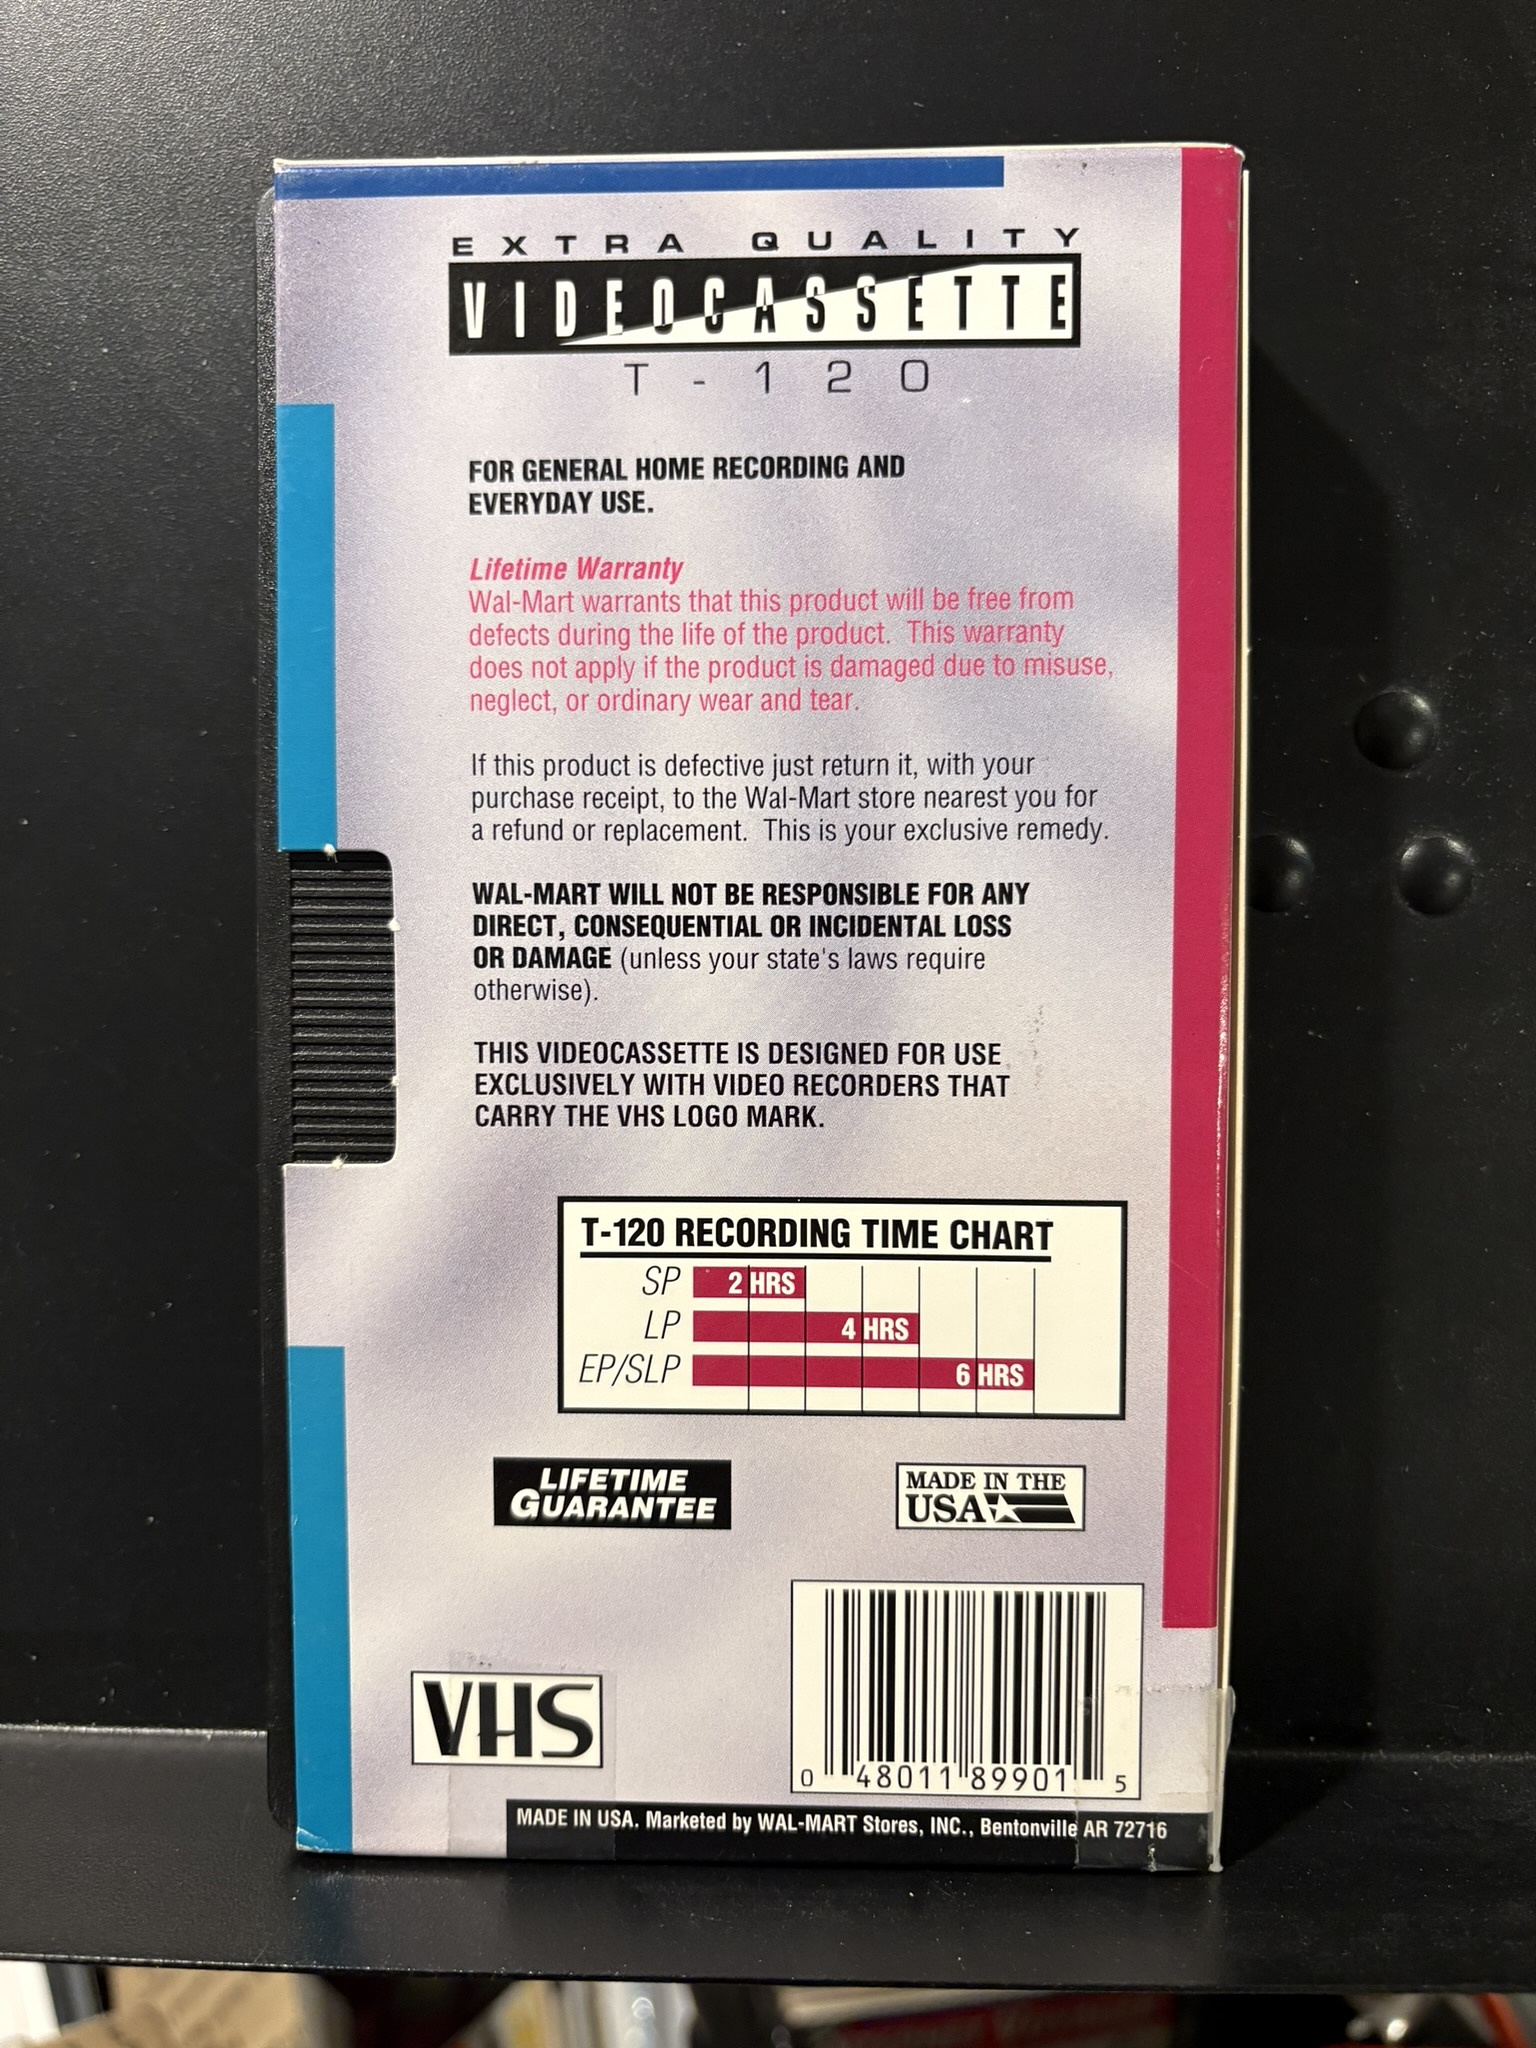 EXTRA QUALITY
VIDEOCASSETTE
T-120
FOR GENERAL HOME RECORDING AND
EVERYDAY USE.
Lifetime Warranty
Wal-Mart warrants that this product will be free from
defects during the life of the product. This warranty
does not apply if the product is damaged due to misuse,
neglect, or ordinary wear and tear.
If this product is defective just return it, with your
purchase receipt, to the Wal-Mart store nearest you for
a refund or replacement. This is your exclusive remedy.
WAL-MART WILL NOT BE RESPONSIBLE FOR ANY
DIRECT, CONSEQUENTIAL OR INCIDENTAL LOSS
OR DAMAGE (unless your state's laws require
otherwise).
THIS VIDEOCASSETTE IS DESIGNED FOR USE
EXCLUSIVELY WITH VIDEO RECORDERS THAT
CARRY THE VHS LOGO MARK.
T-120 RECORDING TIME CHART
SP 2 HRS
LP 4 HRS
EP/SLP 6 HRS
LIFETIME
GUARANTEE
MADE IN THE
USA
VHS
0 48011 89901 5
MADE IN USA. Marketed by WAL-MART Stores, INC., Bentonville AR 72716